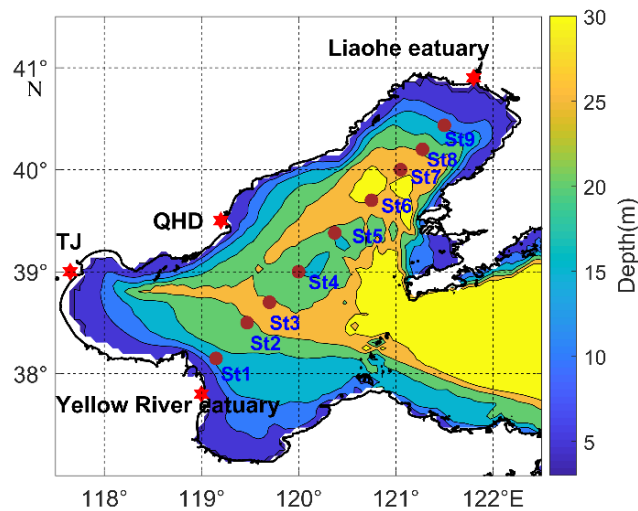 30
Liaohe eatuary
41°
N
25
St9
St8
40°
St7
St6
QHD
20
St5
TJ
39°
St4
15
St3
St2
St1
38°
10
Yellow River eatuary
5
118°
119°
120°
121°
122°E
Depth(m)